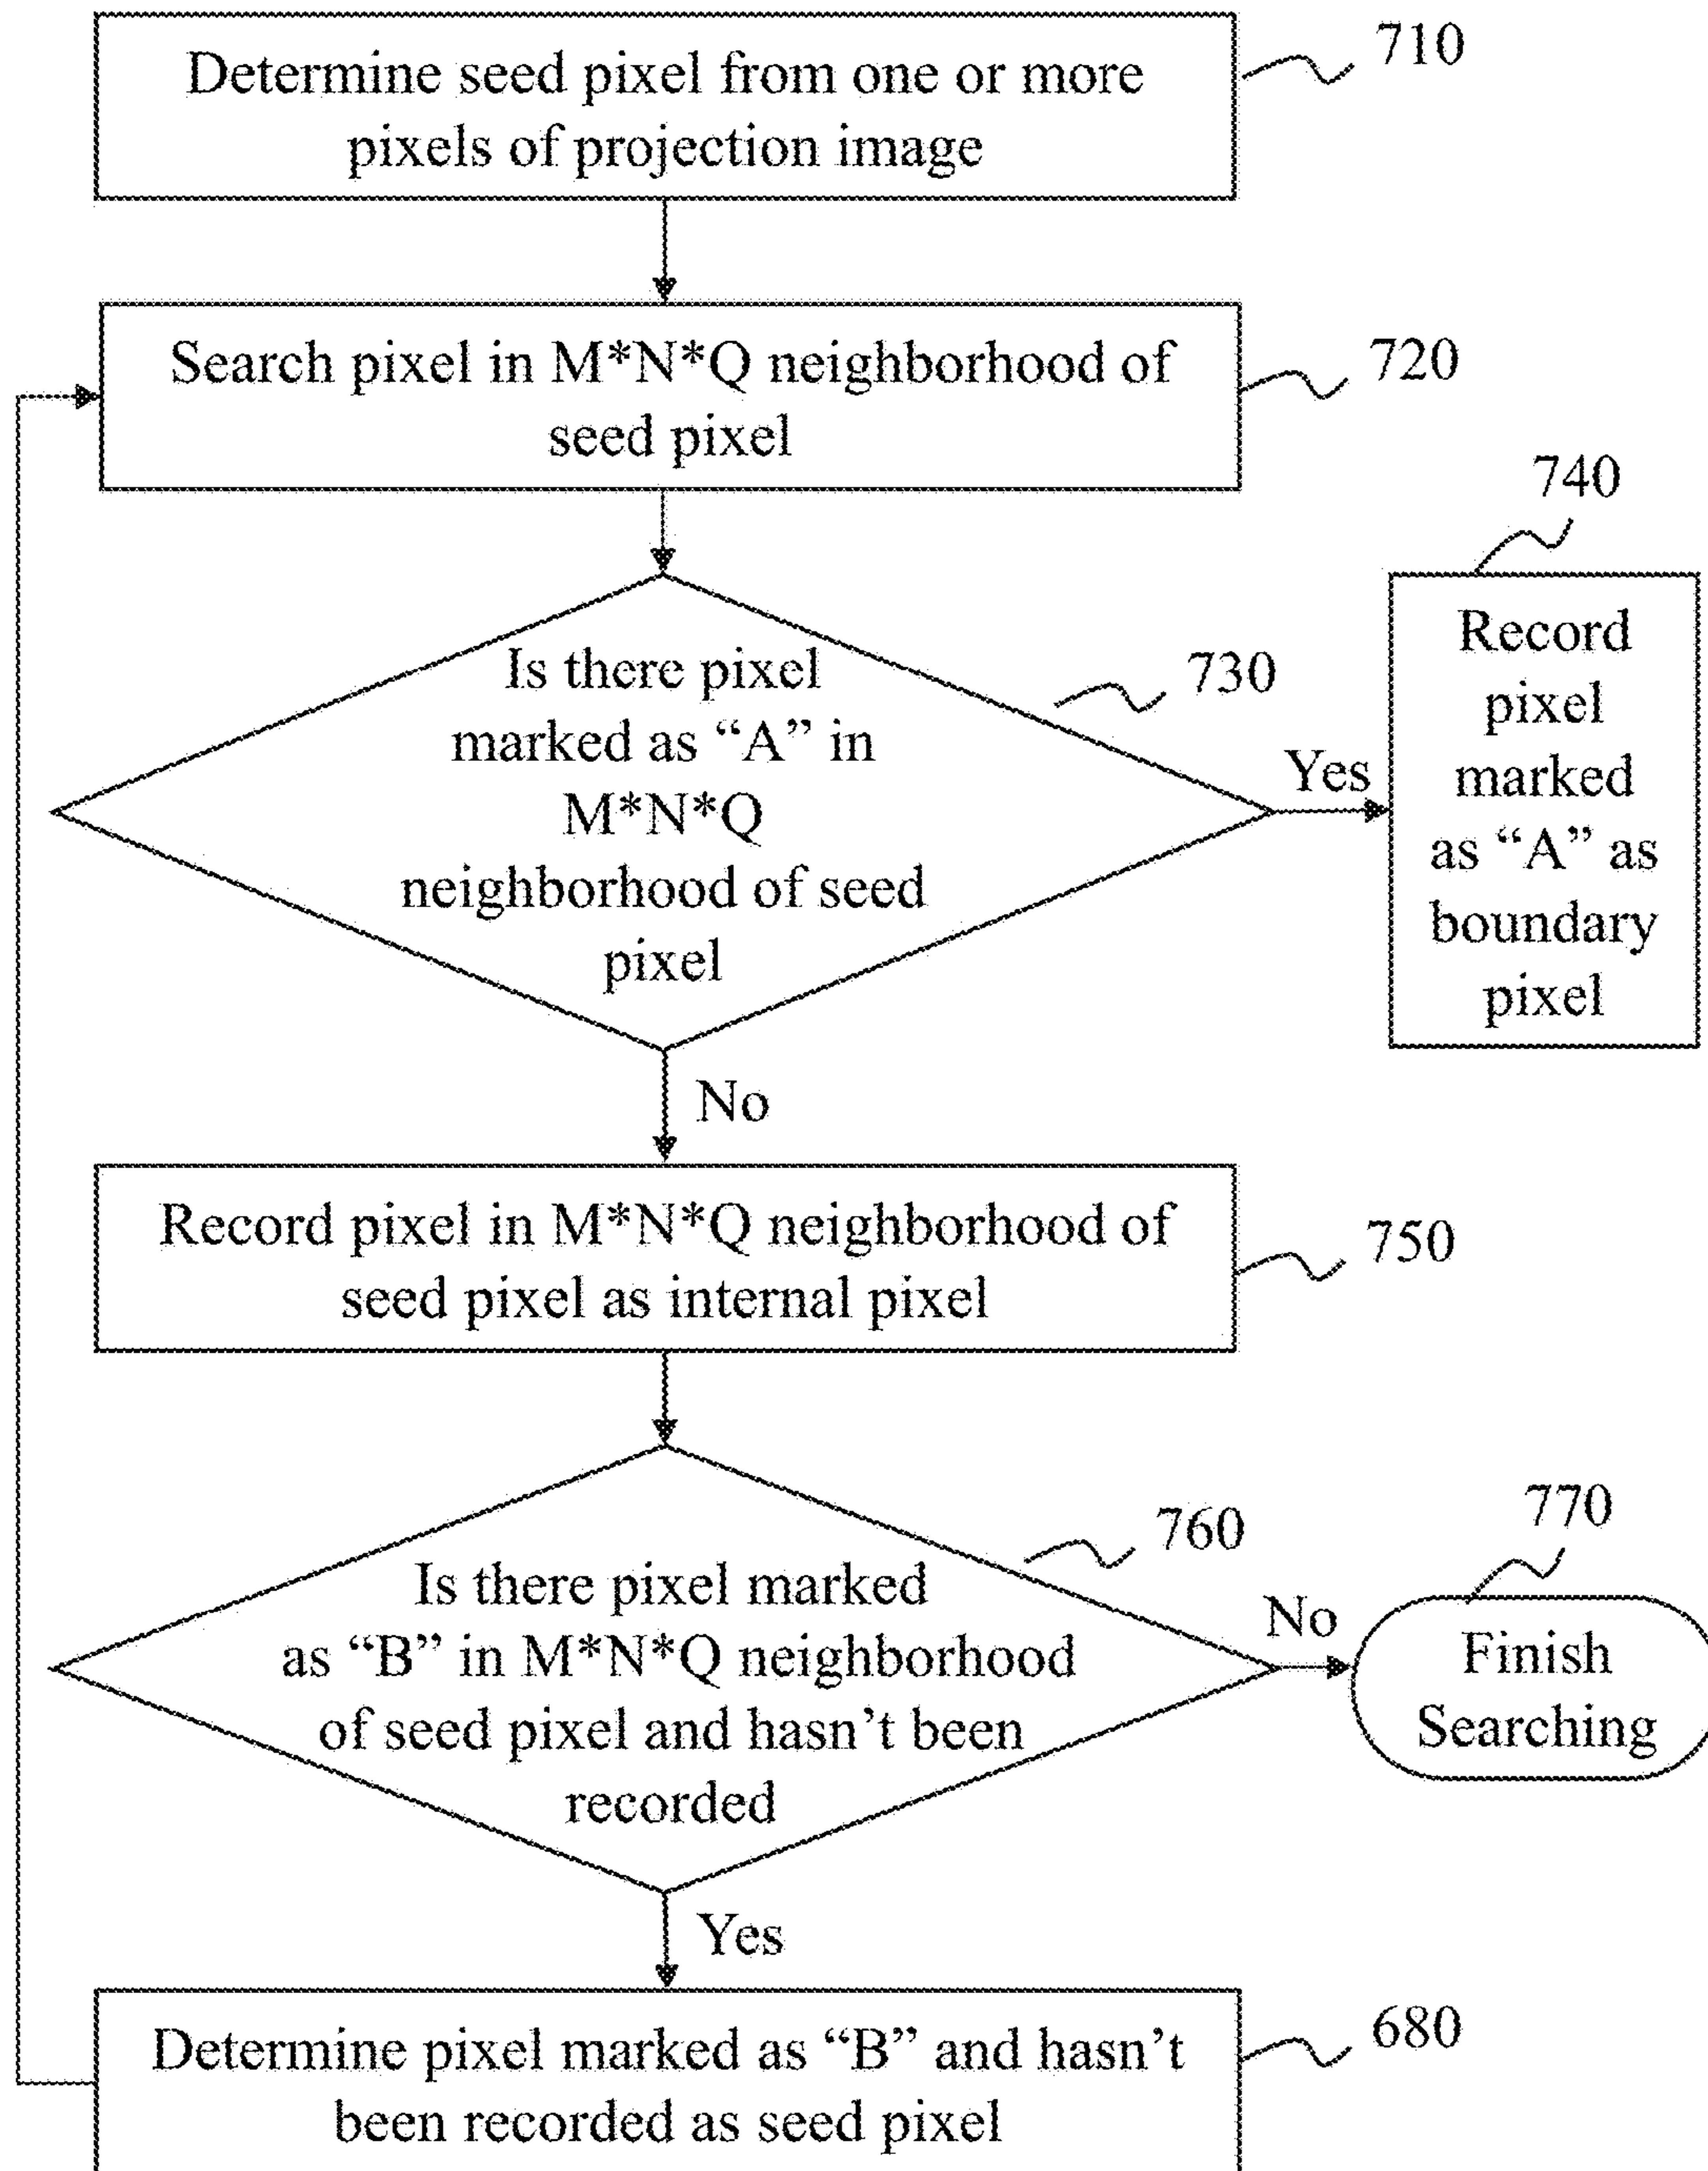 710
Determine seed pixel from one or more
pixels of projection image
720
Search pixel in M*N*Q neighborhood of
seed pixel
730
Is there pixel
marked as “A” in
M*N*Q
neighborhood of seed
pixel
Yes
740
Record
pixel
marked
as “A” as
boundary
pixel
No
750
Record pixel in M*N*Q neighborhood of
seed pixel as internal pixel
760
Is there pixel marked
as “B” in M*N*Q neighborhood
of seed pixel and hasn’t been
recorded
No
770
Finish
Searching
Yes
680
Determine pixel marked as “B” and hasn’t
been recorded as seed pixel